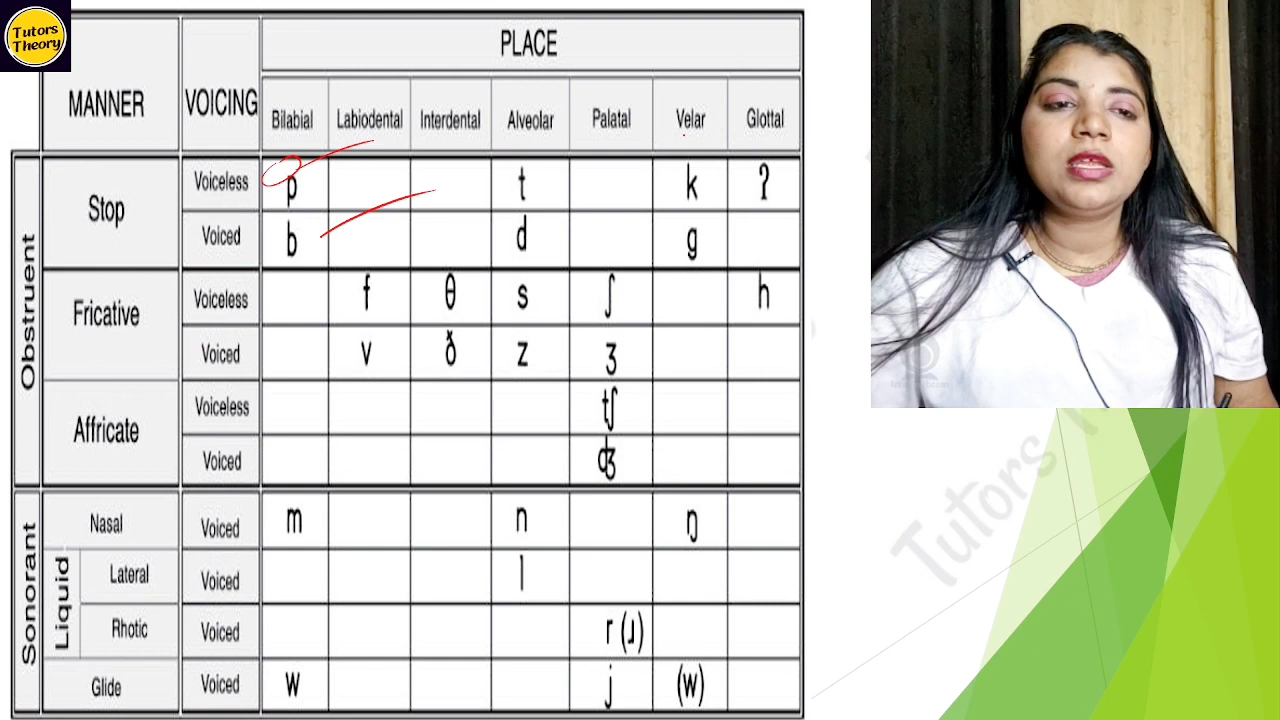 Tutors
Theory
PLACE
MANNER VOICING Bilabial Labiodental Interdental Alveolar Palatal Velar Glottal
Obstruent
Stop Voiceless p t k ʔ
Voiced b d g
Fricative Voiceless f θ s ʃ h
Voiced v ð z ʒ
Affricate Voiceless tʃ
Voiced ʤ
Sonorant
Nasal Voiced m n ŋ
Liquid
Lateral Voiced l
Rhotic Voiced r (ɹ)
Glide Voiced w j (w)
Tutors